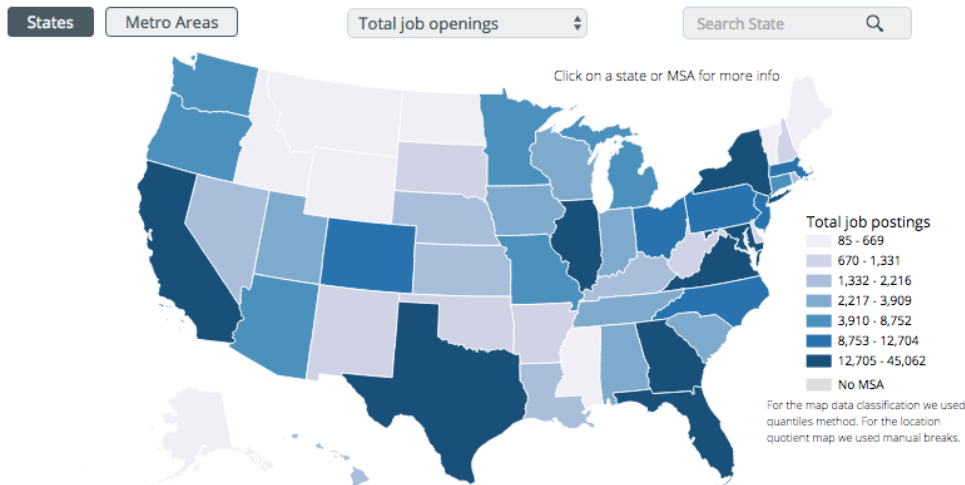 States
Metro Areas
Total job openings
Search State
Click on a state or MSA for more info
Total job postings
85 - 669
670 - 1,331
1,332 - 2,216
2,217 - 3,909
3,910 - 8,752
8,753 - 12,704
12,705 - 45,062
No MSA
For the map data classification we used
quantiles method. For the location
quotient map we used manual breaks.